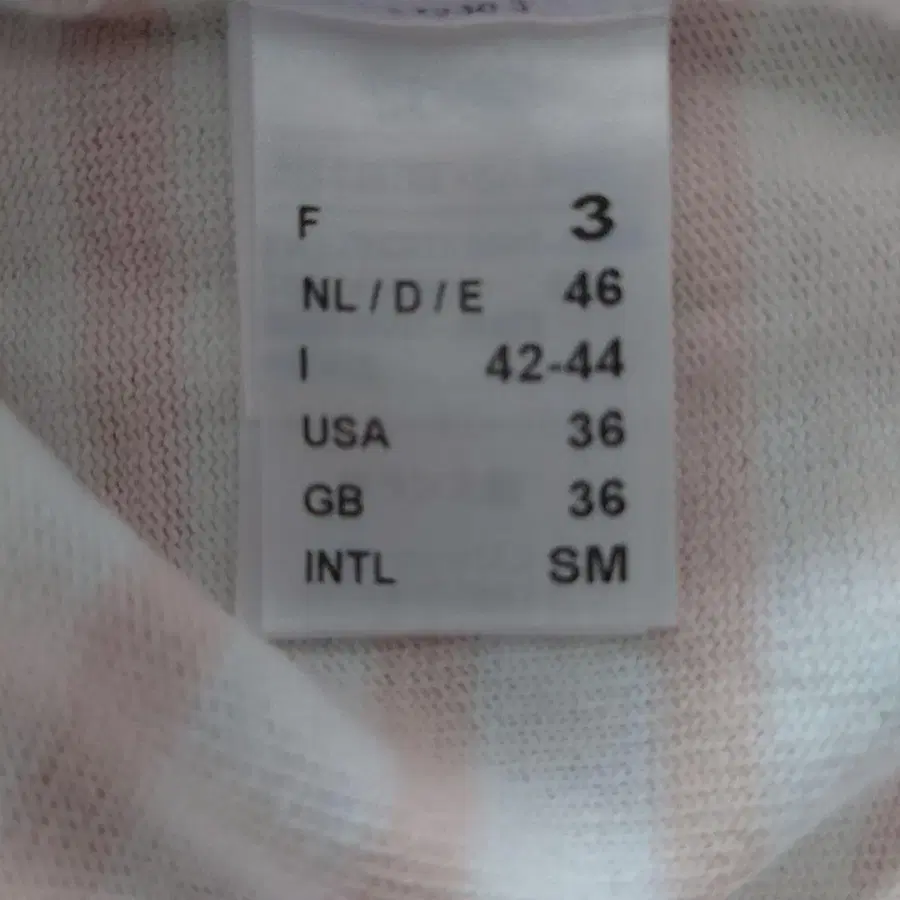 F 3
NL / D / E 46
I 42-44
USA 36
GB 36
INTL SM